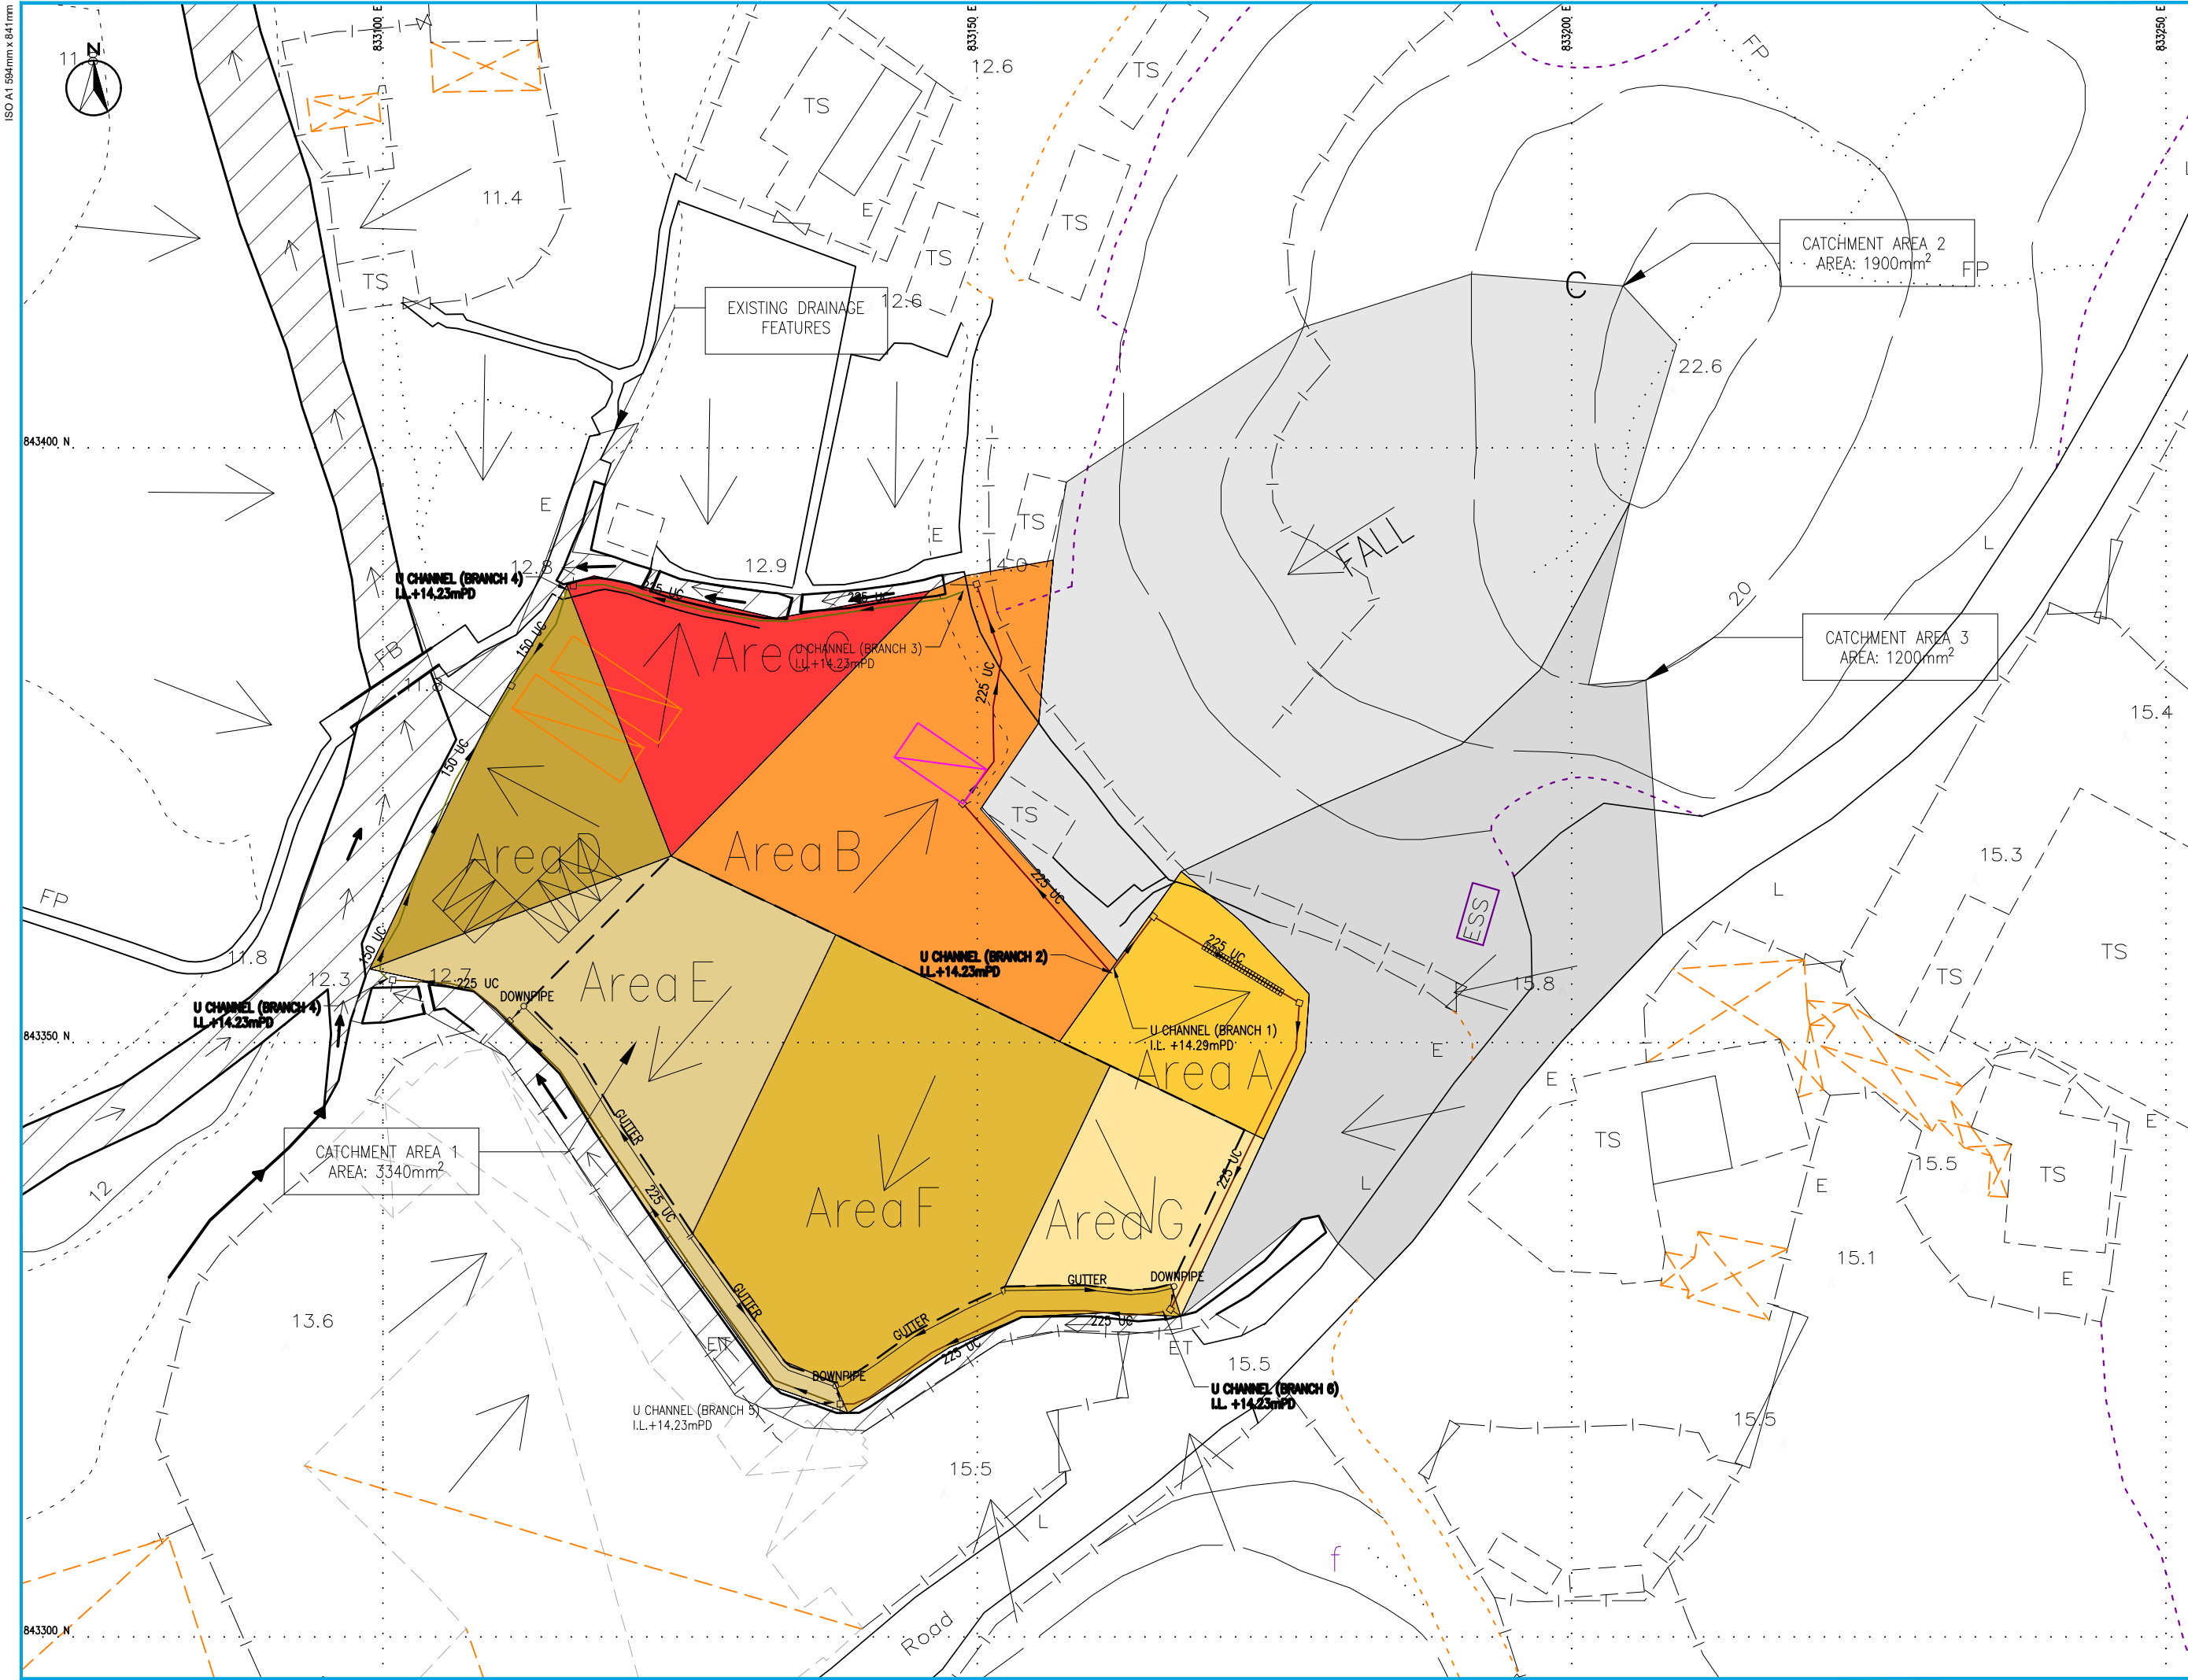 ISO A1 594mm x 841mm
833100 E
833150 E
833200 E
833250 E
N
11.8
12.6
TS
FP
TS
TS
11.4
E
TS
TS
TS
CATCHMENT AREA 2
AREA: 1900mm²
FP
C
12.6
EXISTING DRAINAGE
FEATURES
22.6
843400 N
E
E
TS
FALL
L
12.8
12.9
14.0
U CHANNEL (BRANCH 4)
I.L.+14.23mPD
225 UC
225 UC
20
CATCHMENT AREA 3
AREA: 1200mm²
150 UC
FB
Area C
U CHANNEL (BRANCH 3)
I.L.+14.23mPD
225 UC
11.8
15.4
150 UC
TS
Area D
Area B
15.3
225 UC
L
FP
ESS
TS
TS
150 UC
11.8
12.3
12.7
225 UC
Area E
U CHANNEL (BRANCH 2)
I.L.+14.23mPD
225 UC
15.8
DOWNPIPE
U CHANNEL (BRANCH 4)
I.L.+14.23mPD
U CHANNEL (BRANCH 1)
I.L. +14.29mPD
843350 N
E
Area A
E
GUTTER
CATCHMENT AREA 1
AREA: 3340mm²
TS
E
15.5
TS
12
225 UC
L
E
225 UC
Area F
Area G
15.1
E
GUTTER
DOWNPIPE
GUTTER
13.6
GUTTER
225 UC
ET
225 UC
ET
15.5
DOWNPIPE
U CHANNEL (BRANCH 6)
I.L. +14.23mPD
U CHANNEL (BRANCH 5)
I.L.+14.23mPD
15.5
15.5
L
f
Road
843300 N